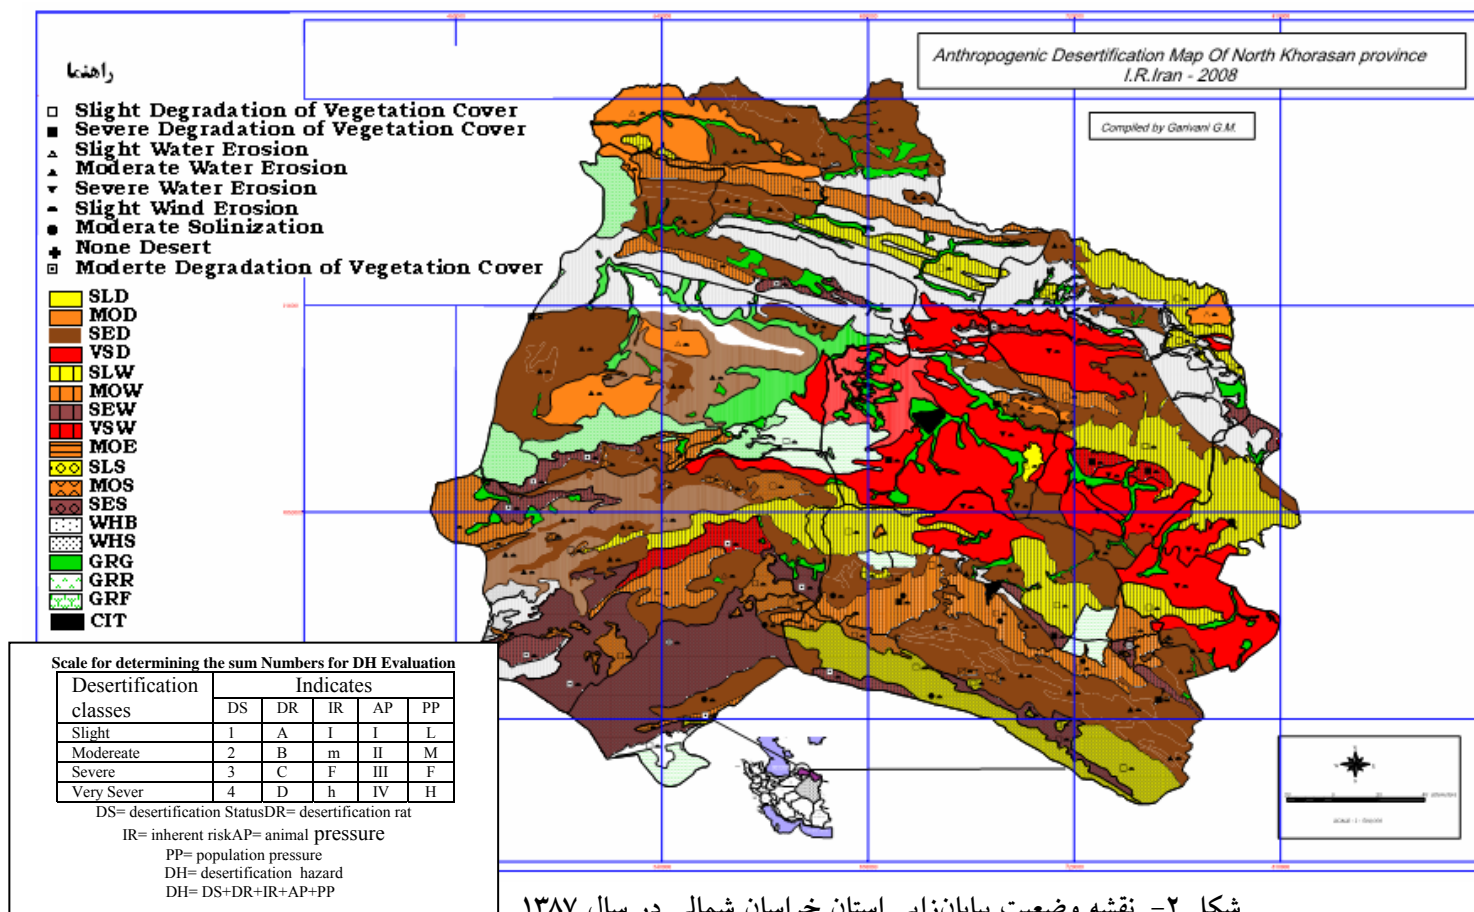 Anthropogenic Desertification Map Of North Khorasan province
I.R.Iran - 2008
Compiled by Garivani G.M.
راهنما
Slight Degradation of Vegetation Cover
Severe Degradation of Vegetation Cover
Slight Water Erosion
Moderate Water Erosion
Severe Water Erosion
Slight Wind Erosion
Moderate Solinization
None Desert
Moderte Degradation of Vegetation Cover
SLD
MOD
SED
VSD
SLW
MOW
SEW
VSW
MOE
SLS
MOS
SES
WHB
WHS
GRG
GRR
GRF
CIT
Scale for determining the sum Numbers for DH Evaluation
Desertification classes Indicates
DS DR IR AP PP
Slight 1 A I I L
Modereate 2 B m II M
Severe 3 C F III F
Very Sever 4 D h IV H
DS= desertification StatusDR= desertification rat
IR= inherent riskAP= animal pressure
PP= population pressure
DH= desertification hazard
DH= DS+DR+IR+AP+PP
شکل ۲- نقشه وضعیت بیابان‌زایی استان خراسان شمالی در سال ۱۳۸۷